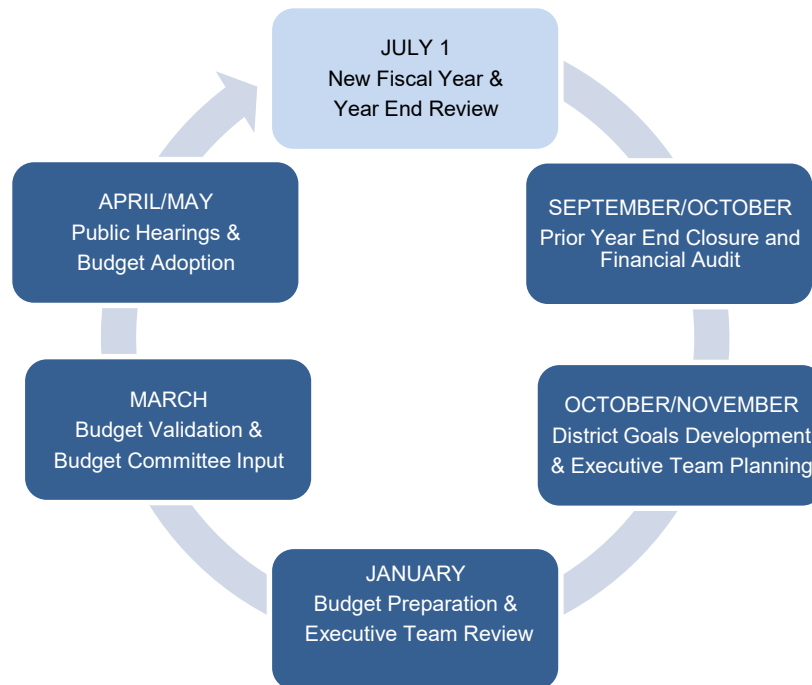 JULY 1
New Fiscal Year &
Year End Review
SEPTEMBER/OCTOBER
Prior Year End Closure and
Financial Audit
OCTOBER/NOVEMBER
District Goals Development
& Executive Team Planning
JANUARY
Budget Preparation &
Executive Team Review
MARCH
Budget Validation &
Budget Committee Input
APRIL/MAY
Public Hearings &
Budget Adoption